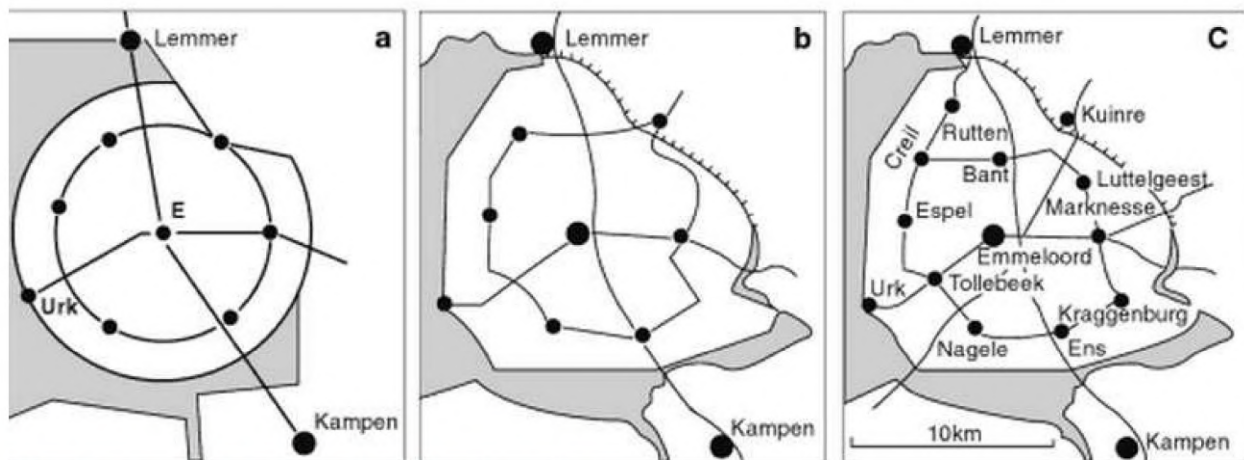 a
Lemmer
E
Urk
Kampen
b
Lemmer
Kampen
C
Lemmer
Kuinre
Rutten
Creil
Bant
Luttelgeest
Espel
Marknesse
Emmeloord
Urk
Tollebeek
Kraggenburg
Nagele
Ens
10km
Kampen